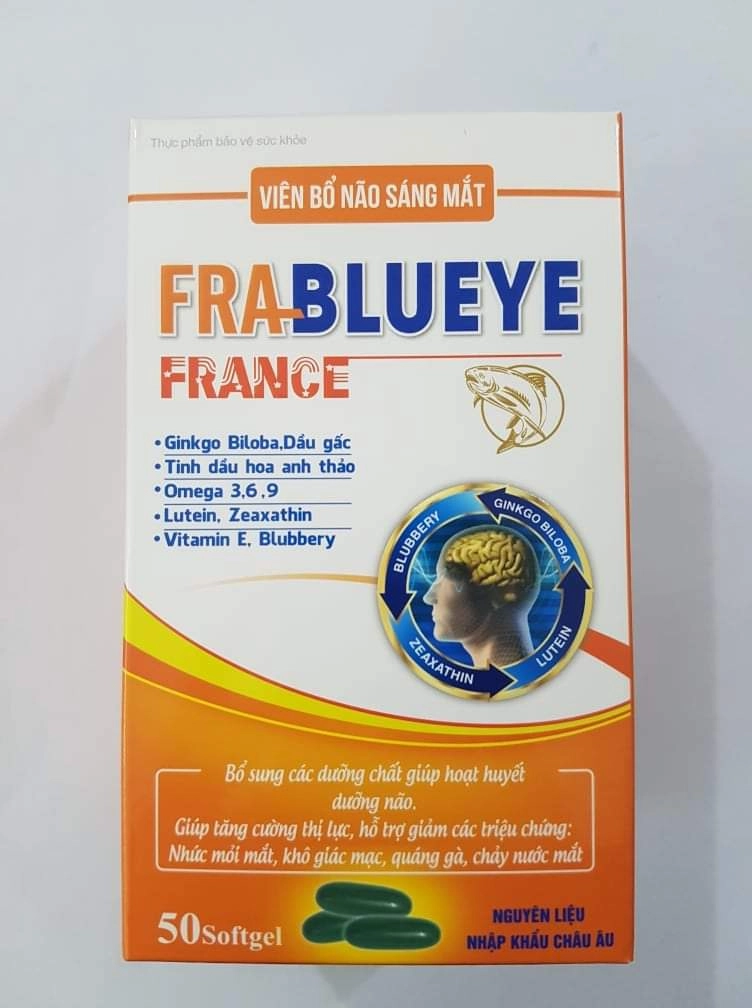 Thực phẩm bảo vệ sức khỏe
VIÊN BỔ NÃO SÁNG MẮT
FRA-BLUEYE
FRANCE
• Ginkgo Biloba,Dầu gấc
• Tinh dầu hoa anh thảo
• Omega 3,6,9
• Lutein, Zeaxathin
• Vitamin E, Blubbery
BLUBBERY
GINKGO BILOBA
ZEAXATHIN
LUTEIN
Bổ sung các dưỡng chất giúp hoạt huyết
dưỡng não.
Giúp tăng cường thị lực, hỗ trợ giảm các triệu chứng:
Nhức mỏi mắt, khô giác mạc, quáng gà, chảy nước mắt
50Softgel
NGUYÊN LIỆU
NHẬP KHẨU CHÂU ÂU